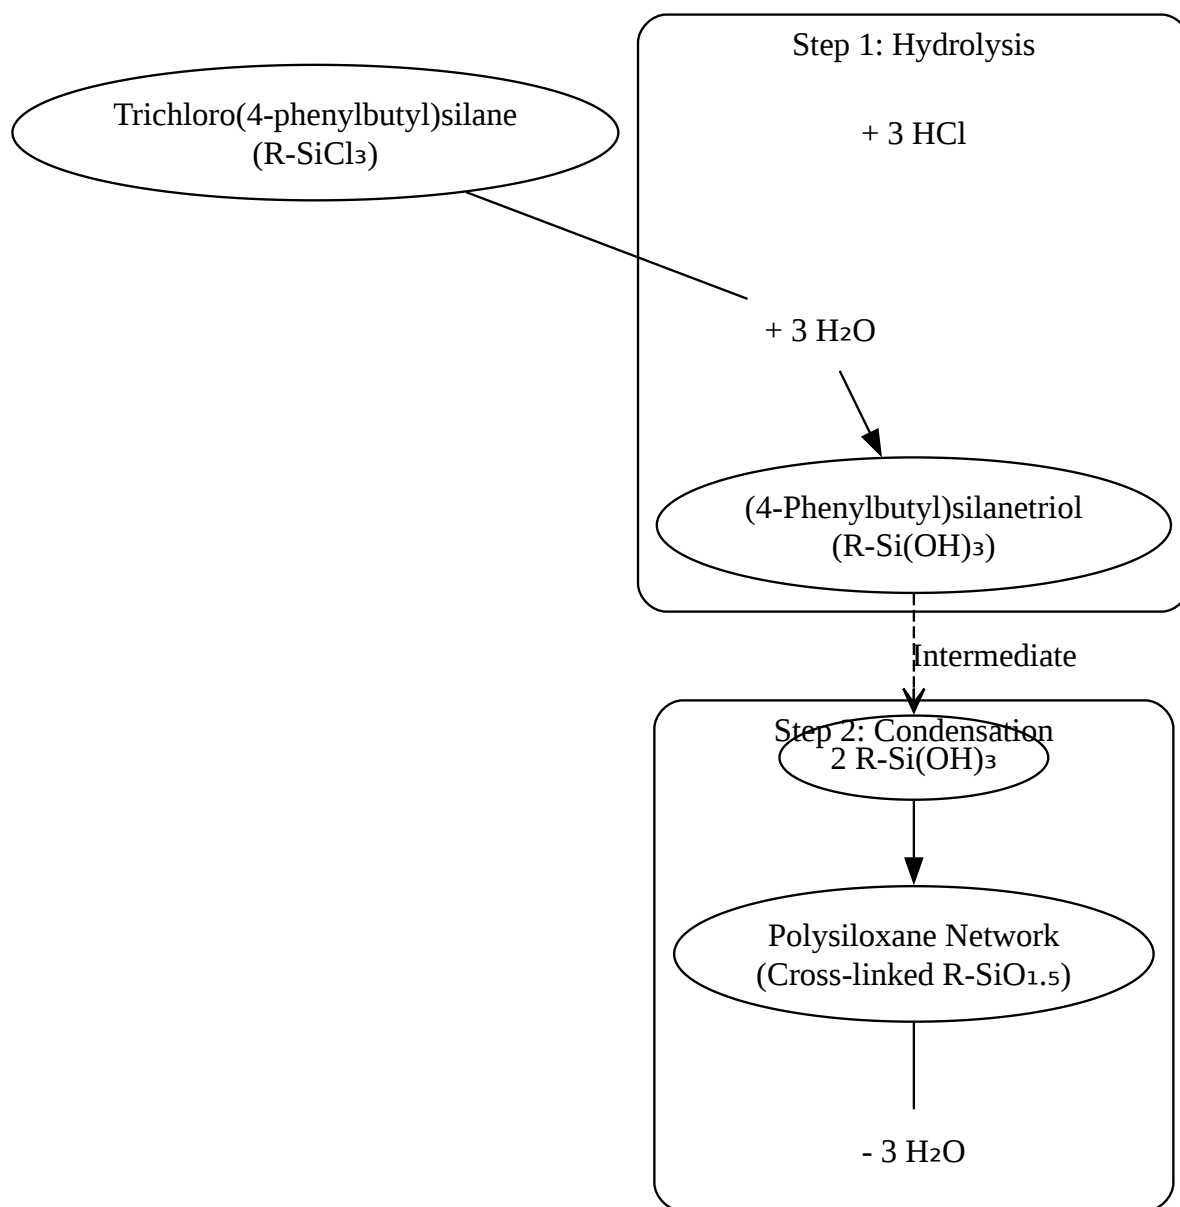 Step 1: Hydrolysis
Trichloro(4-phenylbutyl)silane
(R-SiCl₃)
+ 3 HCl
+ 3 H₂O
(4-Phenylbutyl)silanetriol
(R-Si(OH)₃)
Intermediate
Step 2: Condensation
2 R-Si(OH)₃
Polysiloxane Network
(Cross-linked R-SiO₁.₅)
- 3 H₂O